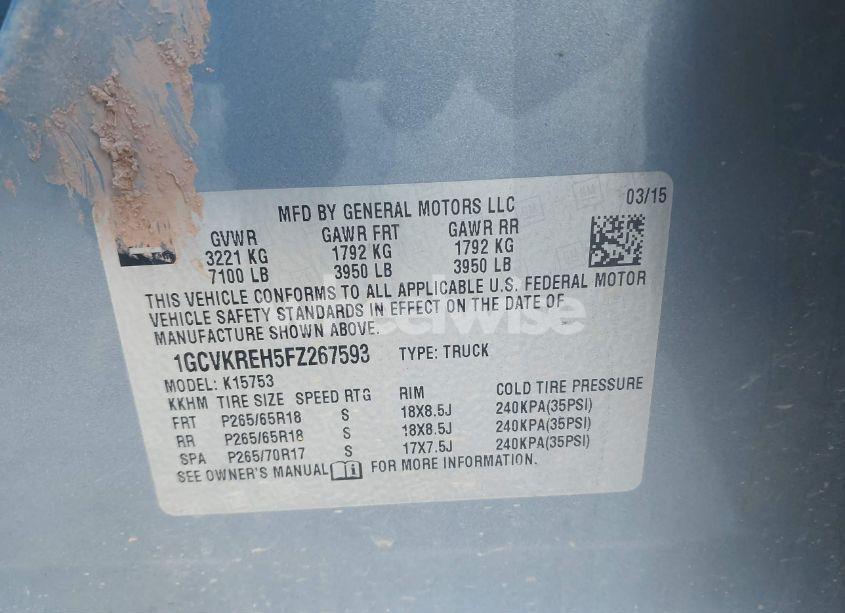 MFD BY GENERAL MOTORS LLC 03/15
GVWR GAWR FRT GAWR RR
3221 KG 1792 KG 1792 KG
7100 LB 3950 LB 3950 LB
THIS VEHICLE CONFORMS TO ALL APPLICABLE U.S. FEDERAL MOTOR
VEHICLE SAFETY STANDARDS IN EFFECT ON THE DATE OF
MANUFACTURE SHOWN ABOVE.
1GCVKREH5FZ267593 TYPE: TRUCK
MODEL: K15753
KKHM TIRE SIZE SPEED RTG RIM COLD TIRE PRESSURE
FRT P265/65R18 S 18X8.5J 240KPA(35PSI)
RR P265/65R18 S 18X8.5J 240KPA(35PSI)
SPA P265/70R17 S 17X7.5J 240KPA(35PSI)
SEE OWNER'S MANUAL FOR MORE INFORMATION.